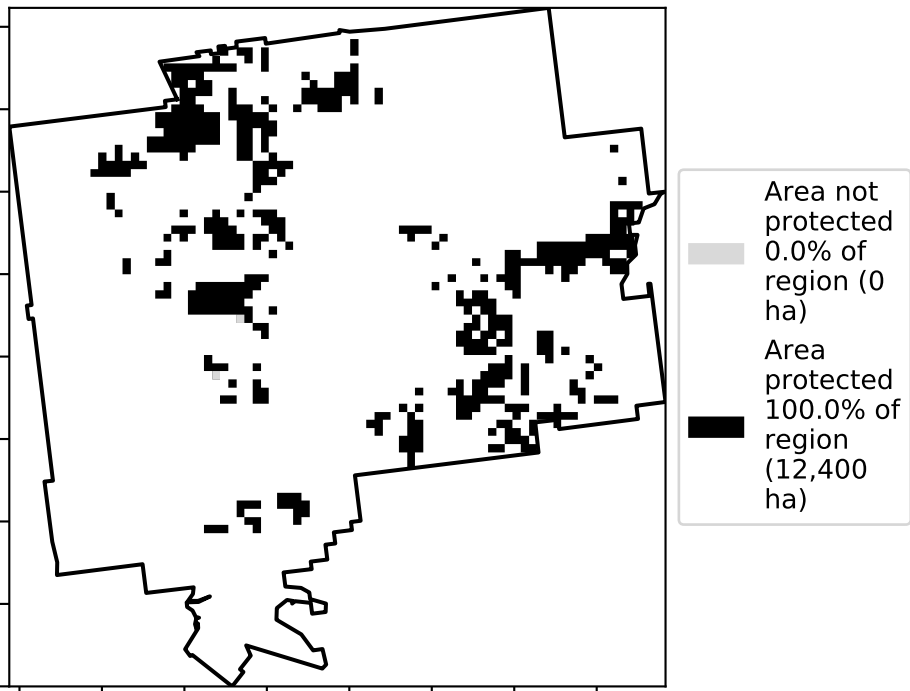 Area not
protected
0.0% of
region (0
ha)
Area
protected
100.0% of
region
(12,400
ha)